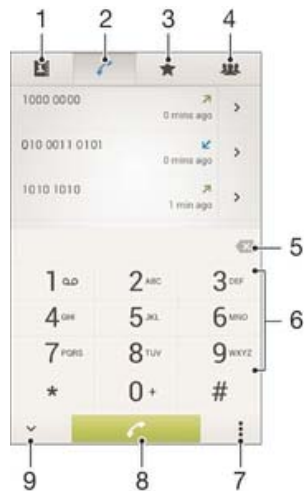 1 2 3 4
1000 0000
0 mins ago
010 0011 0101
0 mins ago
1010 1010
1 min ago
5
1 2 ABC 3 DEF
4 GHI 5 JKL 6 MNO
6
7 PQRS 8 TUV 9 WXYZ
* 0 + #
9 8 7